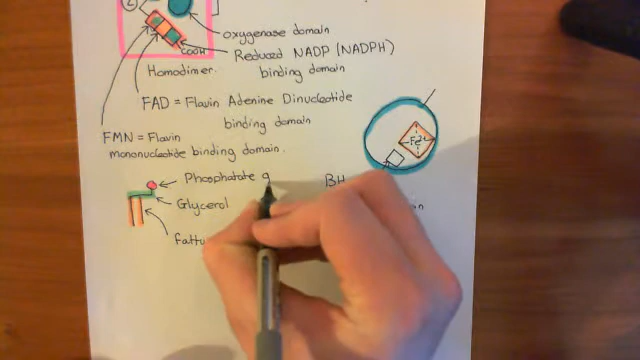 L
oxygenase domain
COOH
Reduced NADP (NADPH)
binding domain
Homodimer.
FAD = Flavin Adenine Dinucleotide
binding domain
FMN = Flavin
mononucleotide binding domain.
Fe²⁺
Phosphatate g
BH
Glycerol